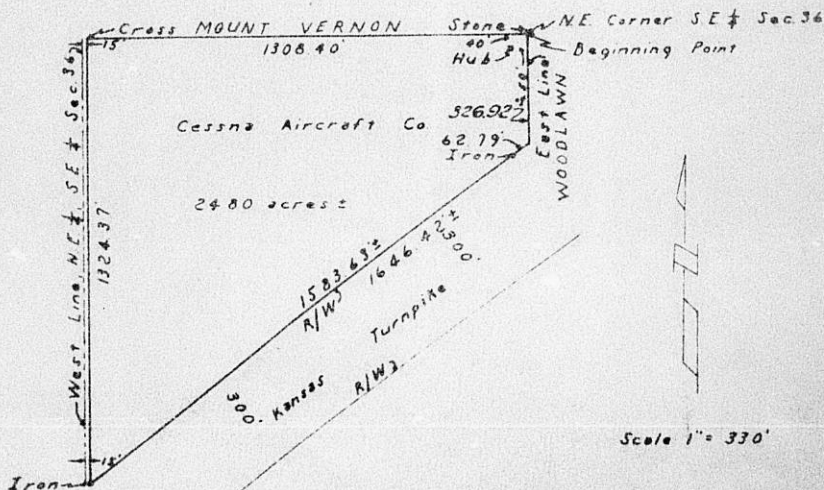 Cross MOUNT VERNON
Stone
N.E. Corner S.E ¼ Sec. 36
15'
1308.40'
40'
Hub
Beginning Point
East Line
WOODLAWN
326.92'±
62.79'
Iron
Cessna Aircraft Co.
24.80 acres ±
West Line, N.E ¼, S.E ¼ Sec. 36
1324.37'
1583.63'±
1646.42'±
300'
R/W
Kansas Turnpike
300'
R/W
15'
Iron
Scale 1" = 330'